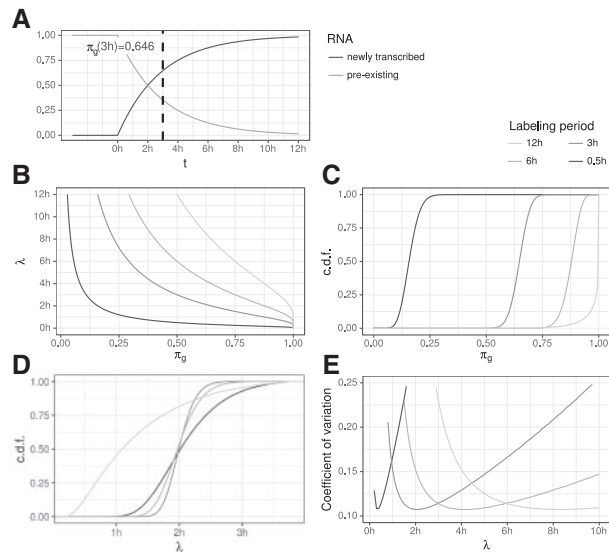 A
1.00
0.75
0.50
0.25
0.00
π_g(3h)=0.646
0h 2h 4h 6h 8h 10h 12h
t
RNA
newly transcribed
pre-existing
Labeling period
12h 3h
6h 0.5h
B
12h
10h
8h
6h
4h
2h
0h
λ
0.00 0.25 0.50 0.75 1.00
π_g
C
1.00
0.75
0.50
0.25
0.00
c.d.f.
0.00 0.25 0.50 0.75 1.00
π_g
D
1.00
0.75
0.50
0.25
0.00
c.d.f.
1h 2h 3h
λ
E
0.25
0.20
0.15
0.10
Coefficient of variation
0h 2h 4h 6h 8h 10h
λ